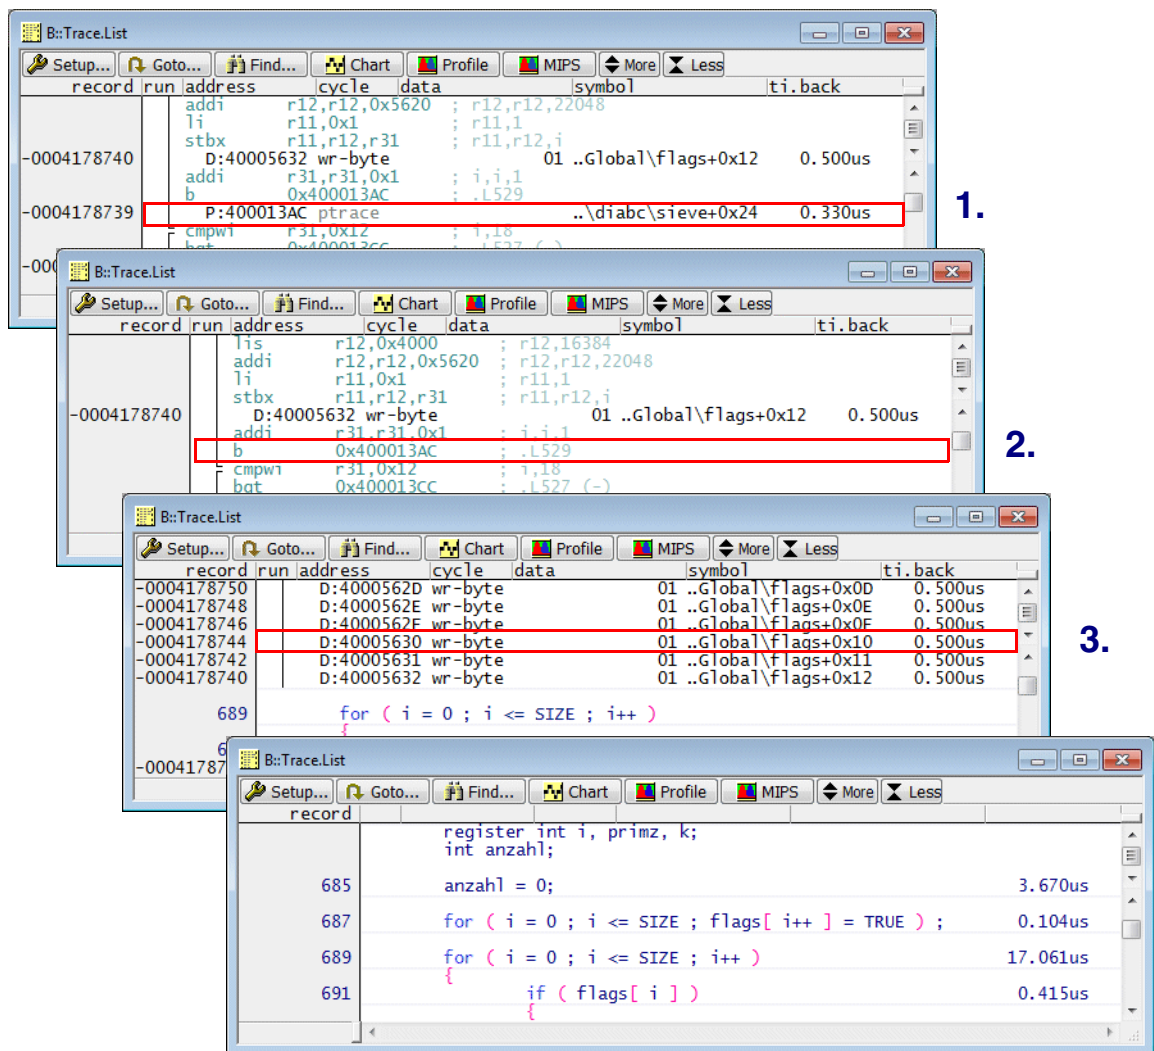 B::Trace.List
Setup... Goto... Find... Chart Profile MIPS More Less
record run address cycle data symbol ti.back
addi r12,r12,0x5620 ; r12,r12,22048
li r11,0x1 ; r11,1
stbx r11,r12,r31 ; r11,r12,i
-0004178740 D:40005632 wr-byte 01 ..Global\flags+0x12 0.500us
addi r31,r31,0x1 ; i,i,1
b 0x400013AC ; .L529
-0004178739 P:400013AC ptrace ..\diabc\sieve+0x24 0.330us
1.
cmpwi r31,0x12 ; i,18
bgt 0x400013CC ; .L527 (-)
B::Trace.List
Setup... Goto... Find... Chart Profile MIPS More Less
record run address cycle data symbol ti.back
lis r12,0x4000 ; r12,16384
addi r12,r12,0x5620 ; r12,r12,22048
li r11,0x1 ; r11,1
stbx r11,r12,r31 ; r11,r12,i
-0004178740 D:40005632 wr-byte 01 ..Global\flags+0x12 0.500us
addi r31,r31,0x1 ; i,i,1
b 0x400013AC ; .L529
2.
cmpwi r31,0x12 ; i,18
bgt 0x400013CC ; .L527 (-)
B::Trace.List
Setup... Goto... Find... Chart Profile MIPS More Less
record run address cycle data symbol ti.back
-0004178750 D:4000562D wr-byte 01 ..Global\flags+0x0D 0.500us
-0004178748 D:4000562E wr-byte 01 ..Global\flags+0x0E 0.500us
-0004178746 D:4000562F wr-byte 01 ..Global\flags+0x0F 0.500us
-0004178744 D:40005630 wr-byte 01 ..Global\flags+0x10 0.500us
3.
-0004178742 D:40005631 wr-byte 01 ..Global\flags+0x11 0.500us
-0004178740 D:40005632 wr-byte 01 ..Global\flags+0x12 0.500us
689 for ( i = 0 ; i <= SIZE ; i++ )
{
B::Trace.List
Setup... Goto... Find... Chart Profile MIPS More Less
record
register int i, primz, k;
int anzahl;
685 anzahl = 0; 3.670us
687 for ( i = 0 ; i <= SIZE ; flags[ i++ ] = TRUE ) ; 0.104us
689 for ( i = 0 ; i <= SIZE ; i++ ) 17.061us
{
691 if ( flags[ i ] ) 0.415us
{